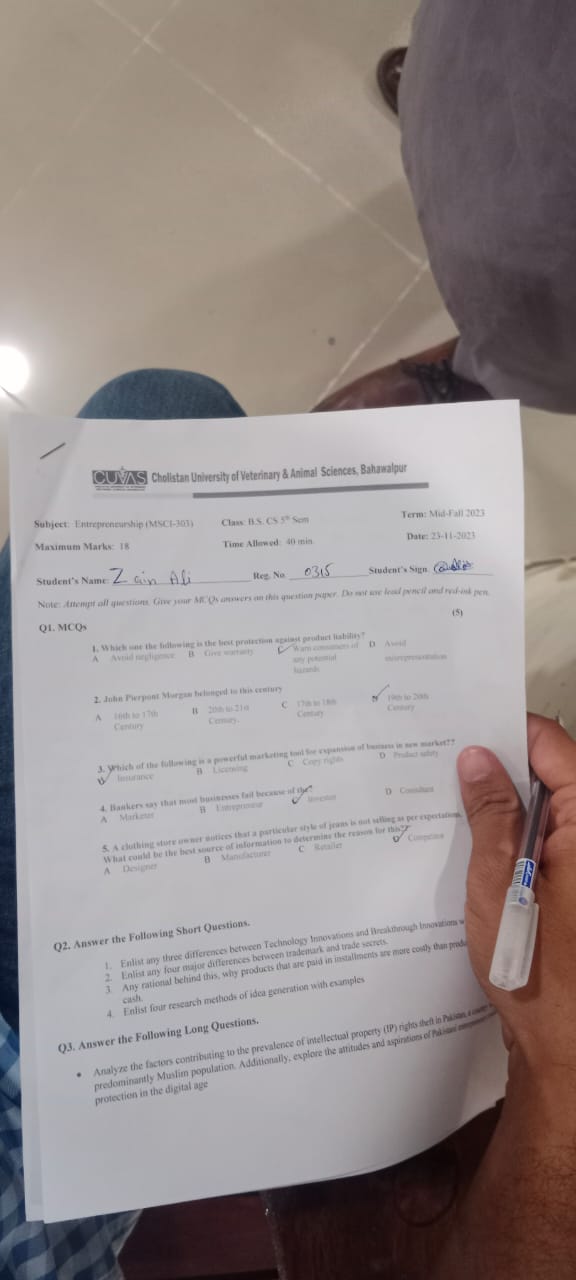 CUVAS Cholistan University of Veterinary & Animal Sciences, Bahawalpur
Subject: Entrepreneurship (MSCI-303) Class: B.S. CS 5th Sem Term: Mid-Fall 2023
Maximum Marks: 18 Time Allowed: 40 min. Date: 23-11-2023
Student's Name: Zain Ali Reg. No. 0315 Student's Sign.
Note: Attempt all questions. Give your MCQs answers on this question paper. Do not use lead pencil and red-ink pen.
Q1. MCQs (5)
1. Which one the following is the best protection against product liability?
A Avoid negligence B Give warranty C Warn consumers of D Avoid
any potential misrepresentation
hazards
2. John Pierpont Morgan belonged to this century
A 16th to 17th B 20th to 21st C 17th to 18th 19th to 20th
Century Century. Century Century
3. Which of the following is a powerful marketing tool for expansion of business in new market??
Insurance B Licensing C Copy rights D Product safety
4. Bankers say that most businesses fail because of the?
A Marketer B Entrepreneur Investor D Consultant
5. A clothing store owner notices that a particular style of jeans is not selling as per expectation.
What could be the best source of information to determine the reason for this?
A Designer B Manufacturer C Retailer Competitor
Q2. Answer the Following Short Questions.
1. Enlist any three differences between Technology Innovations and Breakthrough Innovations
2. Enlist any four major differences between trademark and trade secrets.
3. Any rational behind this, why products that are paid in installments are more costly than
cash.
4. Enlist four research methods of idea generation with examples
Q3. Answer the Following Long Questions.
• Analyze the factors contributing to the prevalence of intellectual property (IP) rights theft in Pakistan, a
predominantly Muslim population. Additionally, explore the attitudes and aspirations of Pakistani
protection in the digital age